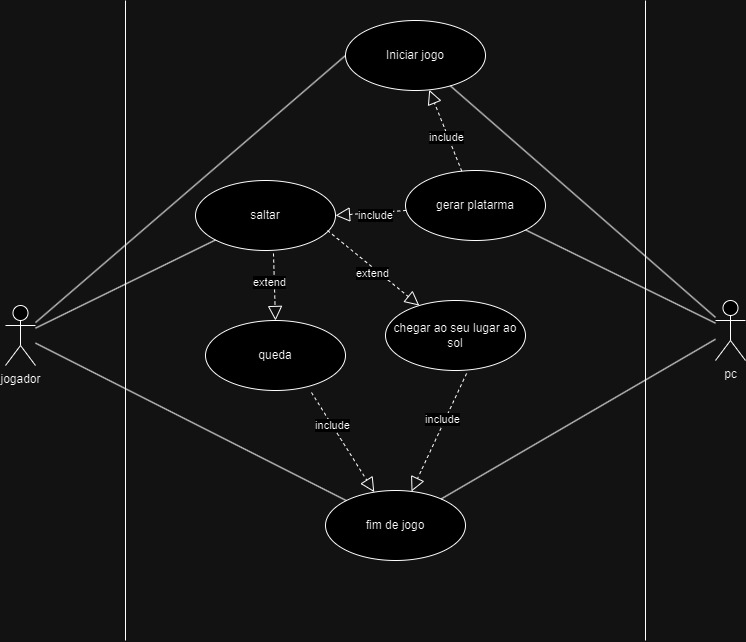 Iniciar jogo
include
gerar platarma
saltar
include
extend
extend
chegar ao seu lugar ao
sol
queda
jogador
pc
include
include
fim de jogo